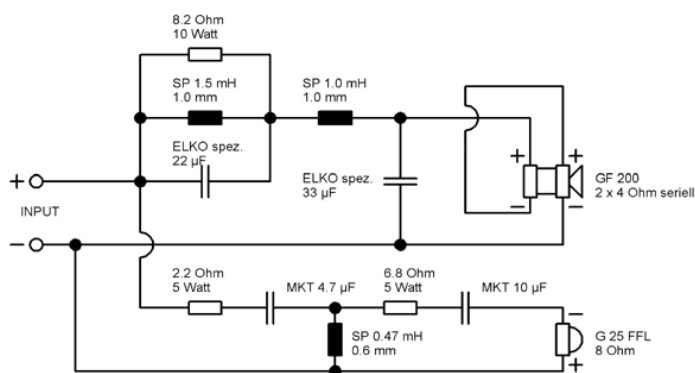 8.2 Ohm
10 Watt
SP 1.5 mH
1.0 mm
SP 1.0 mH
1.0 mm
ELKO spez.
22 µF
+
INPUT
−
ELKO spez.
33 µF
+
+
−
−
GF 200
2 x 4 Ohm seriell
2.2 Ohm
5 Watt
MKT 4.7 µF
6.8 Ohm
5 Watt
MKT 10 µF
SP 0.47 mH
0.6 mm
−
G 25 FFL
8 Ohm
+